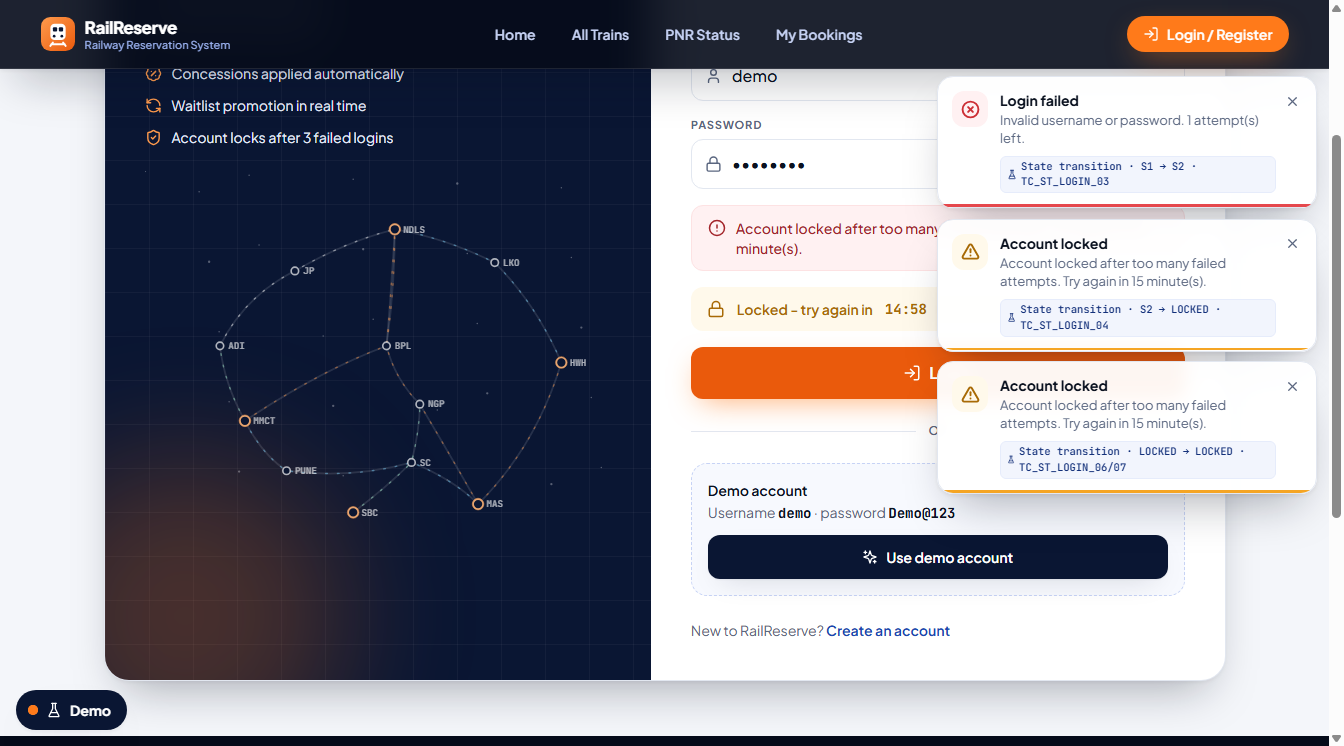 RailReserve
Railway Reservation System
Home
All Trains
PNR Status
My Bookings
Login / Register
Concessions applied automatically
Waitlist promotion in real time
Account locks after 3 failed logins
NDLS
JP
LKO
ADI
BPL
HWH
NGP
MMCT
SC
PUNE
MAS
SBC
demo
PASSWORD
Account locked after too many
minute(s).
Locked – try again in 14:58
Demo account
Username demo · password Demo@123
Use demo account
New to RailReserve? Create an account
Login failed
Invalid username or password. 1 attempt(s)
left.
State transition · S1 → S2 ·
TC_ST_LOGIN_03
Account locked
Account locked after too many failed
attempts. Try again in 15 minute(s).
State transition · S2 → LOCKED ·
TC_ST_LOGIN_04
Account locked
Account locked after too many failed
attempts. Try again in 15 minute(s).
State transition · LOCKED → LOCKED ·
TC_ST_LOGIN_06/07
Demo